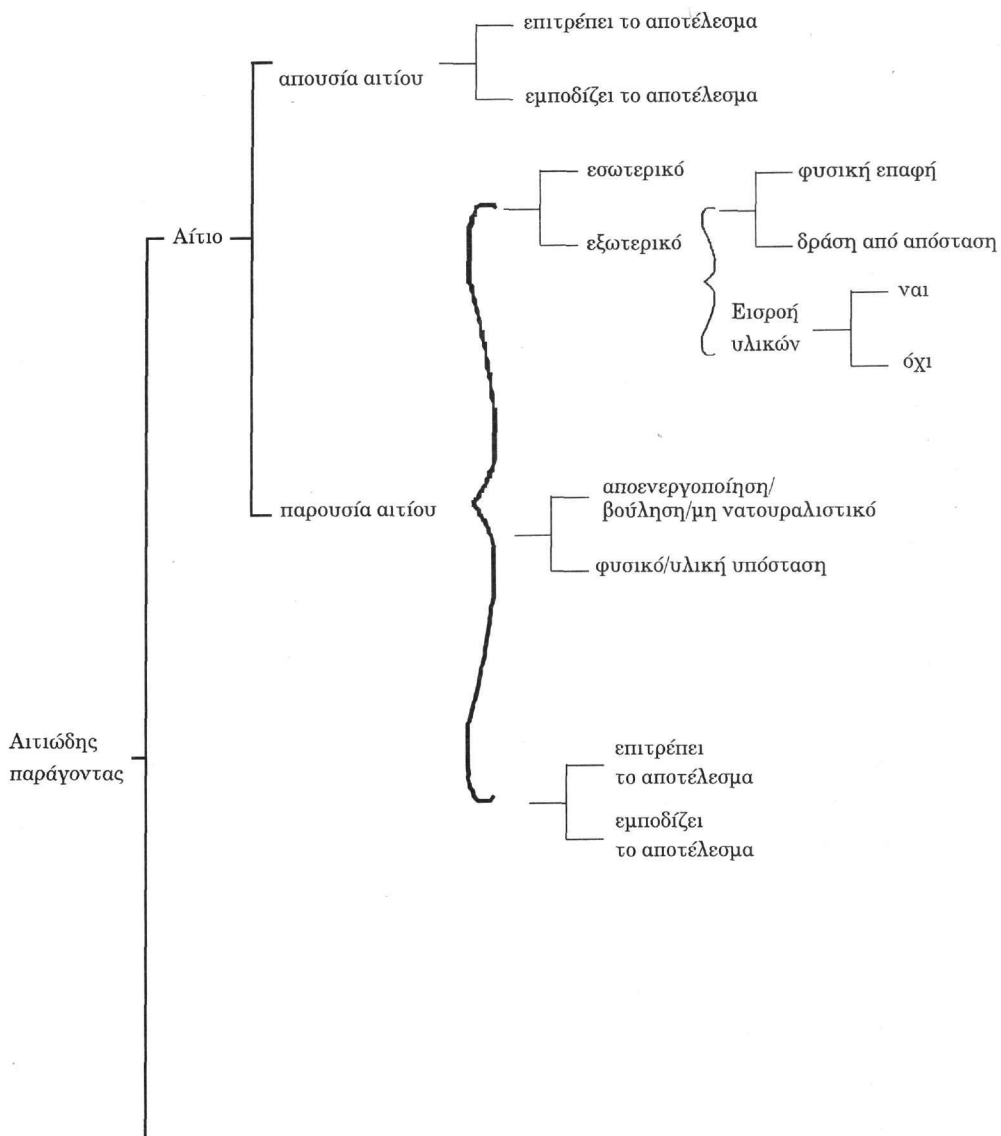 επιτρέπει το αποτέλεσμα
απουσία αιτίου
εμποδίζει το αποτέλεσμα
εσωτερικό
φυσική επαφή
Αίτιο
εξωτερικό
δράση από απόσταση
ναι
Εισροή
υλικών
όχι
παρουσία αιτίου
αποενεργοποίηση/
βούληση/μη νατουραλιστικό
φυσικό/υλική υπόσταση
Αιτιώδης
παράγοντας
επιτρέπει
το αποτέλεσμα
εμποδίζει
το αποτέλεσμα